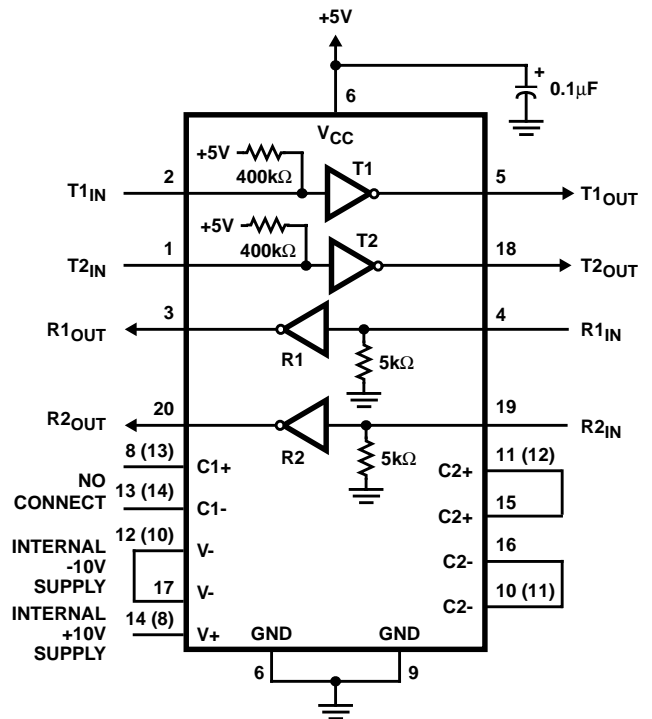 +5V
+
0.1μF
6
VCC
+5V
400kΩ
T1
T1IN
2
5
T1OUT
+5V
400kΩ
T2
T2IN
1
18
T2OUT
R1OUT
3
R1
5kΩ
4
R1IN
R2OUT
20
R2
5kΩ
19
R2IN
8 (13)
C1+
NO
CONNECT
13 (14)
C1-
11 (12)
C2+
15
C2+
INTERNAL
-10V
SUPPLY
12 (10)
V-
17
V-
16
C2-
10 (11)
C2-
INTERNAL
+10V
SUPPLY
14 (8)
V+
GND
GND
6
9